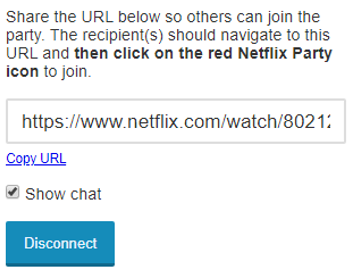 Share the URL below so others can join the
party. The recipient(s) should navigate to this
URL and then click on the red Netflix Party
icon to join.
https://www.netflix.com/watch/80212
Copy URL
Show chat
Disconnect